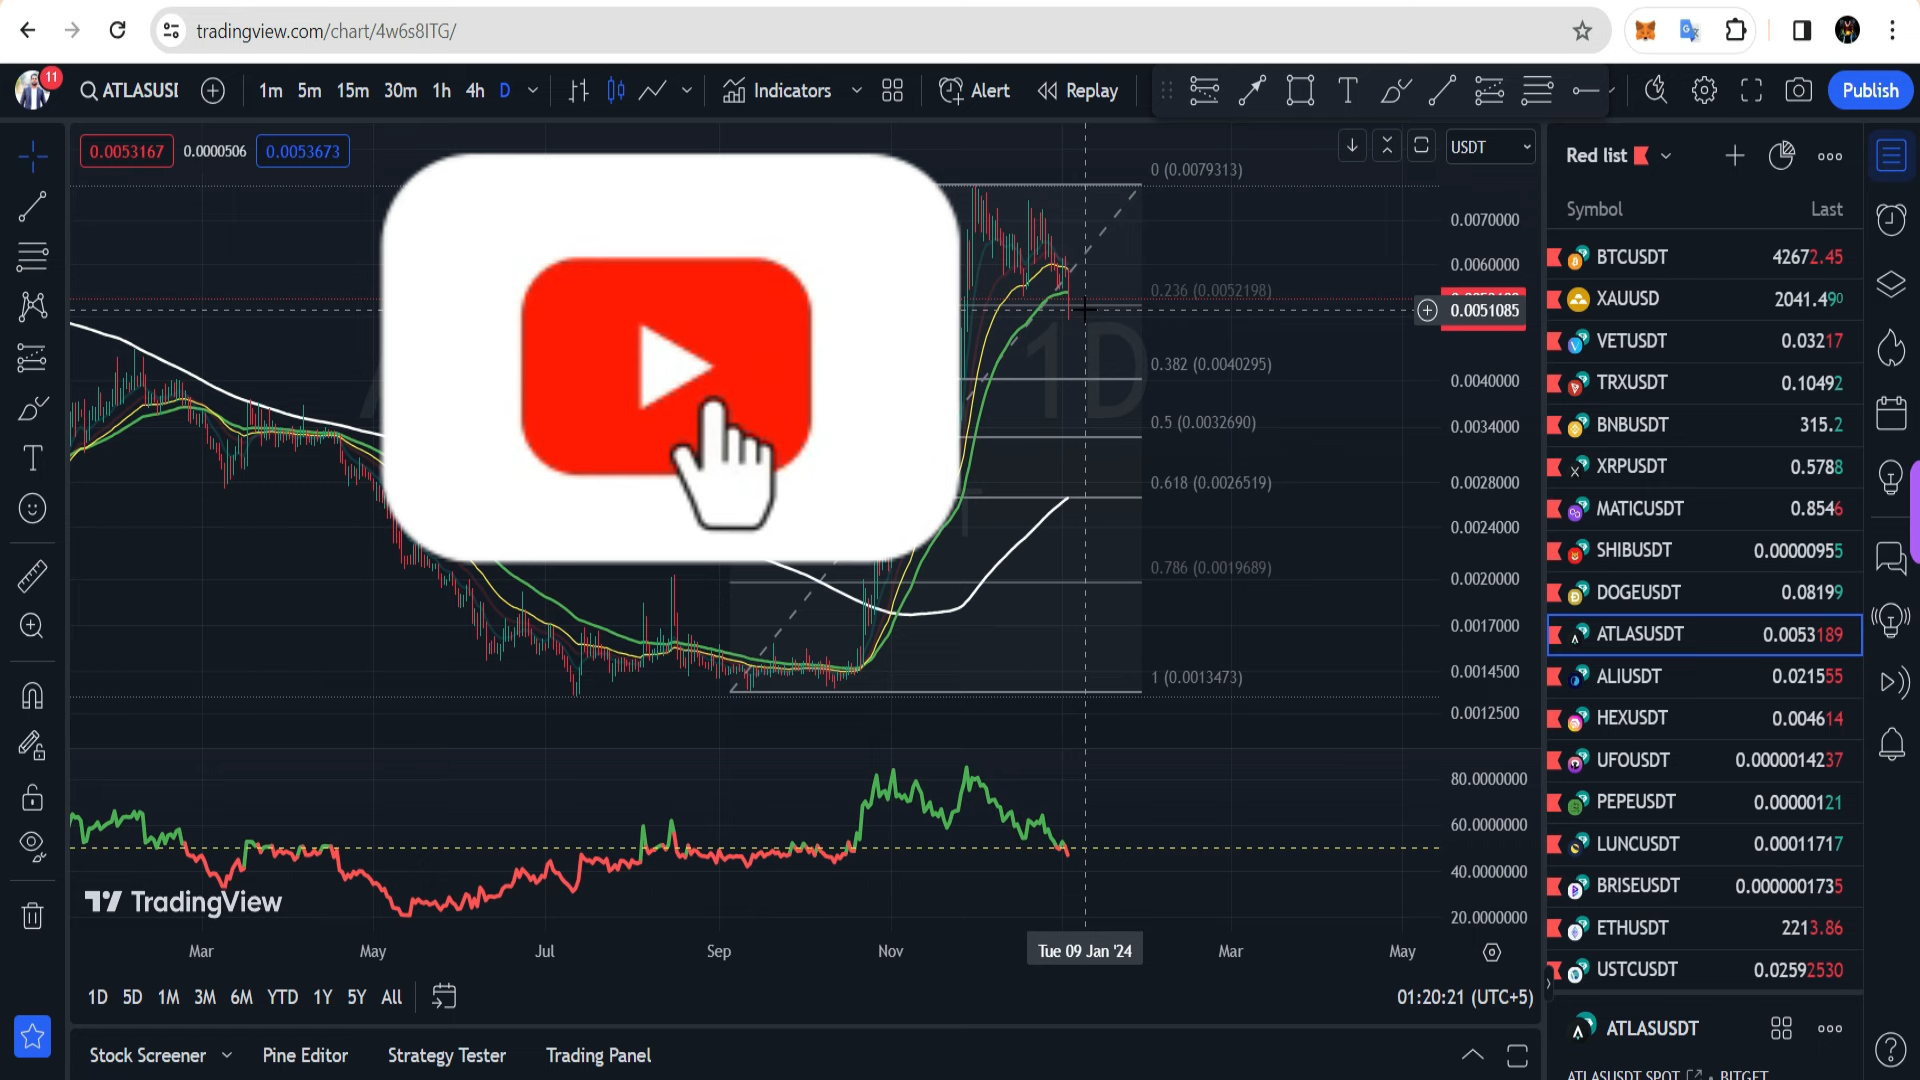 tradingview.com/chart/4w6s8ITG/
11
ATLASUSI
1m 5m 15m 30m 1h 4h D
Indicators
Alert
Replay
Publish
0.0053167
0.0000506
0.0053673
USDT
Red list
Symbol Last
0 (0.0079313)
0.236 (0.0052198)
0.382 (0.0040295)
0.5 (0.0032690)
0.618 (0.0026519)
0.786 (0.0019689)
1 (0.0013473)
1D
0.0070000
0.0060000
0.0051085
0.0040000
0.0034000
0.0028000
0.0024000
0.0020000
0.0017000
0.0014500
0.0012500
80.0000000
60.0000000
40.0000000
20.0000000
BTCUSDT 42672.45
XAUUSD 2041.490
VETUSDT 0.03217
TRXUSDT 0.10492
BNBUSDT 315.2
XRPUSDT 0.5788
MATICUSDT 0.8546
SHIBUSDT 0.00000955
DOGEUSDT 0.08199
ATLASUSDT 0.0053189
ALIUSDT 0.021555
HEXUSDT 0.004614
UFOUSDT 0.0000014237
PEPEUSDT 0.00000121
LUNCUSDT 0.00011717
BRISEUSDT 0.0000001735
ETHUSDT 2213.86
USTCUSDT 0.02592530
TradingView
Mar May Jul Sep Nov Tue 09 Jan '24 Mar May
1D 5D 1M 3M 6M YTD 1Y 5Y All
01:20:21 (UTC+5)
Stock Screener Pine Editor Strategy Tester Trading Panel
ATLASUSDT
ATLASUSDT SPOT BITGET